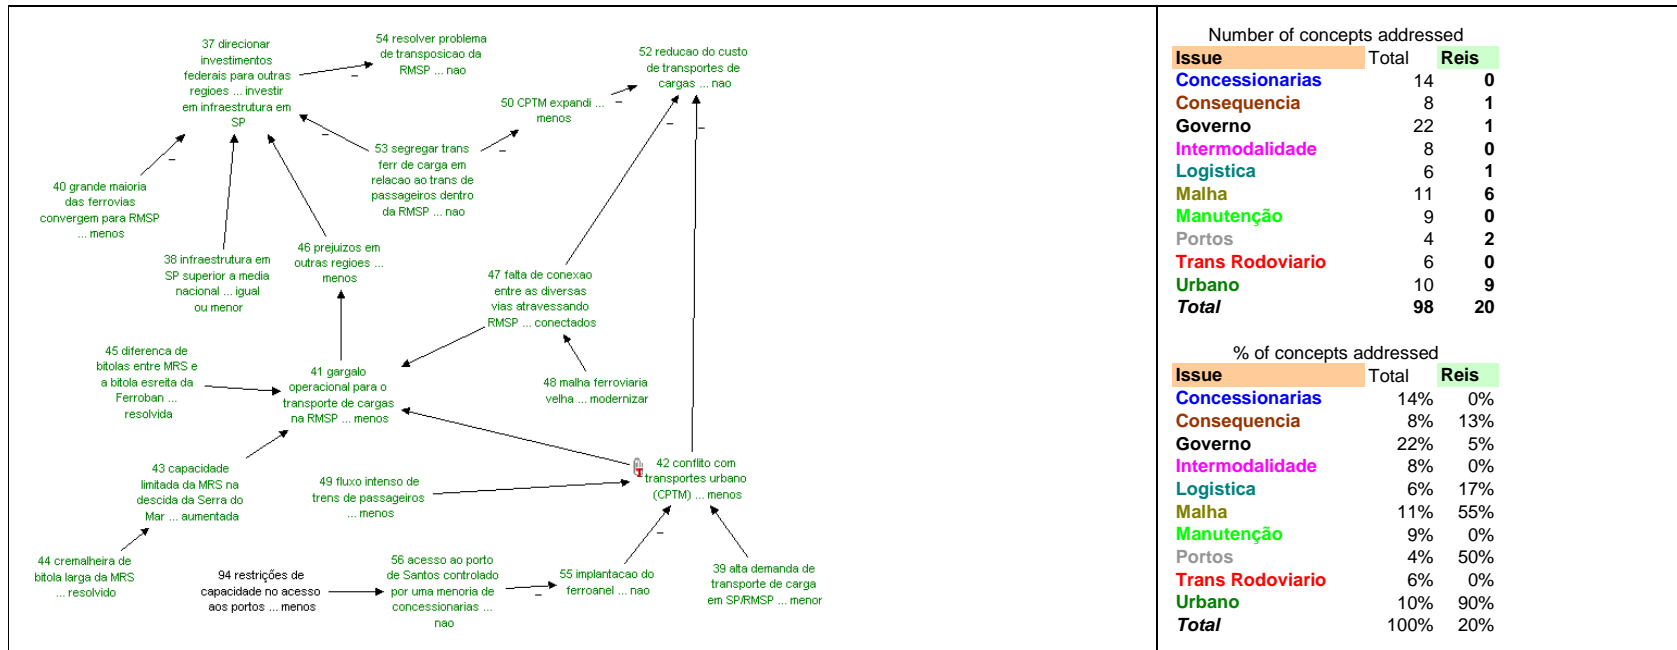 37 direcionar
investimentos
federais para outras
regioes ... investir
em infraestrutura em
SP
54 resolver problema
de transposicao da
RMSP ... nao
52 reducao do custo
de transportes de
cargas ... nao
50 CPTM expandi ...
menos
53 segregar trans
ferr de carga em
relacao ao trans de
passageiros dentro
da RMSP ... nao
40 grande maioria
das ferrovias
convergem para RMSP
... menos
38 infraestrutura em
SP superior a media
nacional ... igual
ou menor
46 prejuizos em
outras regioes ...
menos
47 falta de conexao
entre as diversas
vias atravessando
RMSP ... conectados
45 diferenca de
bitolas entre MRS e
a bitola esreita da
Ferroban ...
resolvida
41 gargalo
operacional para o
transporte de cargas
na RMSP ... menos
48 malha ferroviaria
velha ... modernizar
43 capacidade
limitada da MRS na
descida da Serra do
Mar ... aumentada
49 fluxo intenso de
trens de passageiros
... menos
42 conflito com
transportes urbano
(CPTM) ... menos
44 cremalheira de
bitola larga da MRS
... resolvido
94 restrições de
capacidade no acesso
aos portos ... menos
56 acesso ao porto
de Santos controlado
por uma menoria de
concessionarias ...
nao
55 implantacao do
ferroanel ... nao
39 alta demanda de
transporte de carga
em SP/RMSP ... menor
Number of concepts addressed
Issue Total Reis
Concessionarias 14 0
Consequencia 8 1
Governo 22 1
Intermodalidade 8 0
Logistica 6 1
Malha 11 6
Manutenção 9 0
Portos 4 2
Trans Rodoviario 6 0
Urbano 10 9
Total 98 20
% of concepts addressed
Issue Total Reis
Concessionarias 14% 0%
Consequencia 8% 13%
Governo 22% 5%
Intermodalidade 8% 0%
Logistica 6% 17%
Malha 11% 55%
Manutenção 9% 0%
Portos 4% 50%
Trans Rodoviario 6% 0%
Urbano 10% 90%
Total 100% 20%